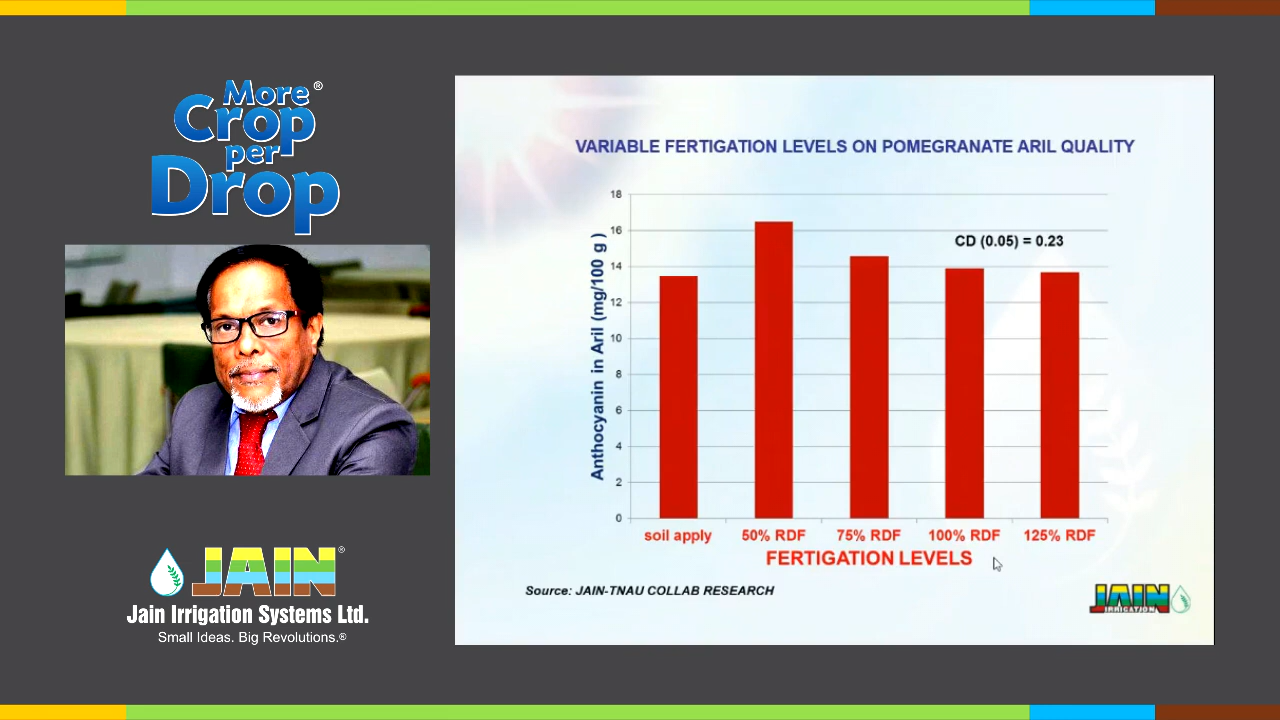 More®
Crop
per
Drop
JAIN®
Jain Irrigation Systems Ltd.
Small Ideas. Big Revolutions.®
VARIABLE FERTIGATION LEVELS ON POMEGRANATE ARIL QUALITY
Anthocyanin in Aril (mg/100 g )
18
16
14
12
10
8
6
4
2
0
CD (0.05) = 0.23
soil apply 50% RDF 75% RDF 100% RDF 125% RDF
FERTIGATION LEVELS
Source: JAIN-TNAU COLLAB RESEARCH
JAIN
IRRIGATION